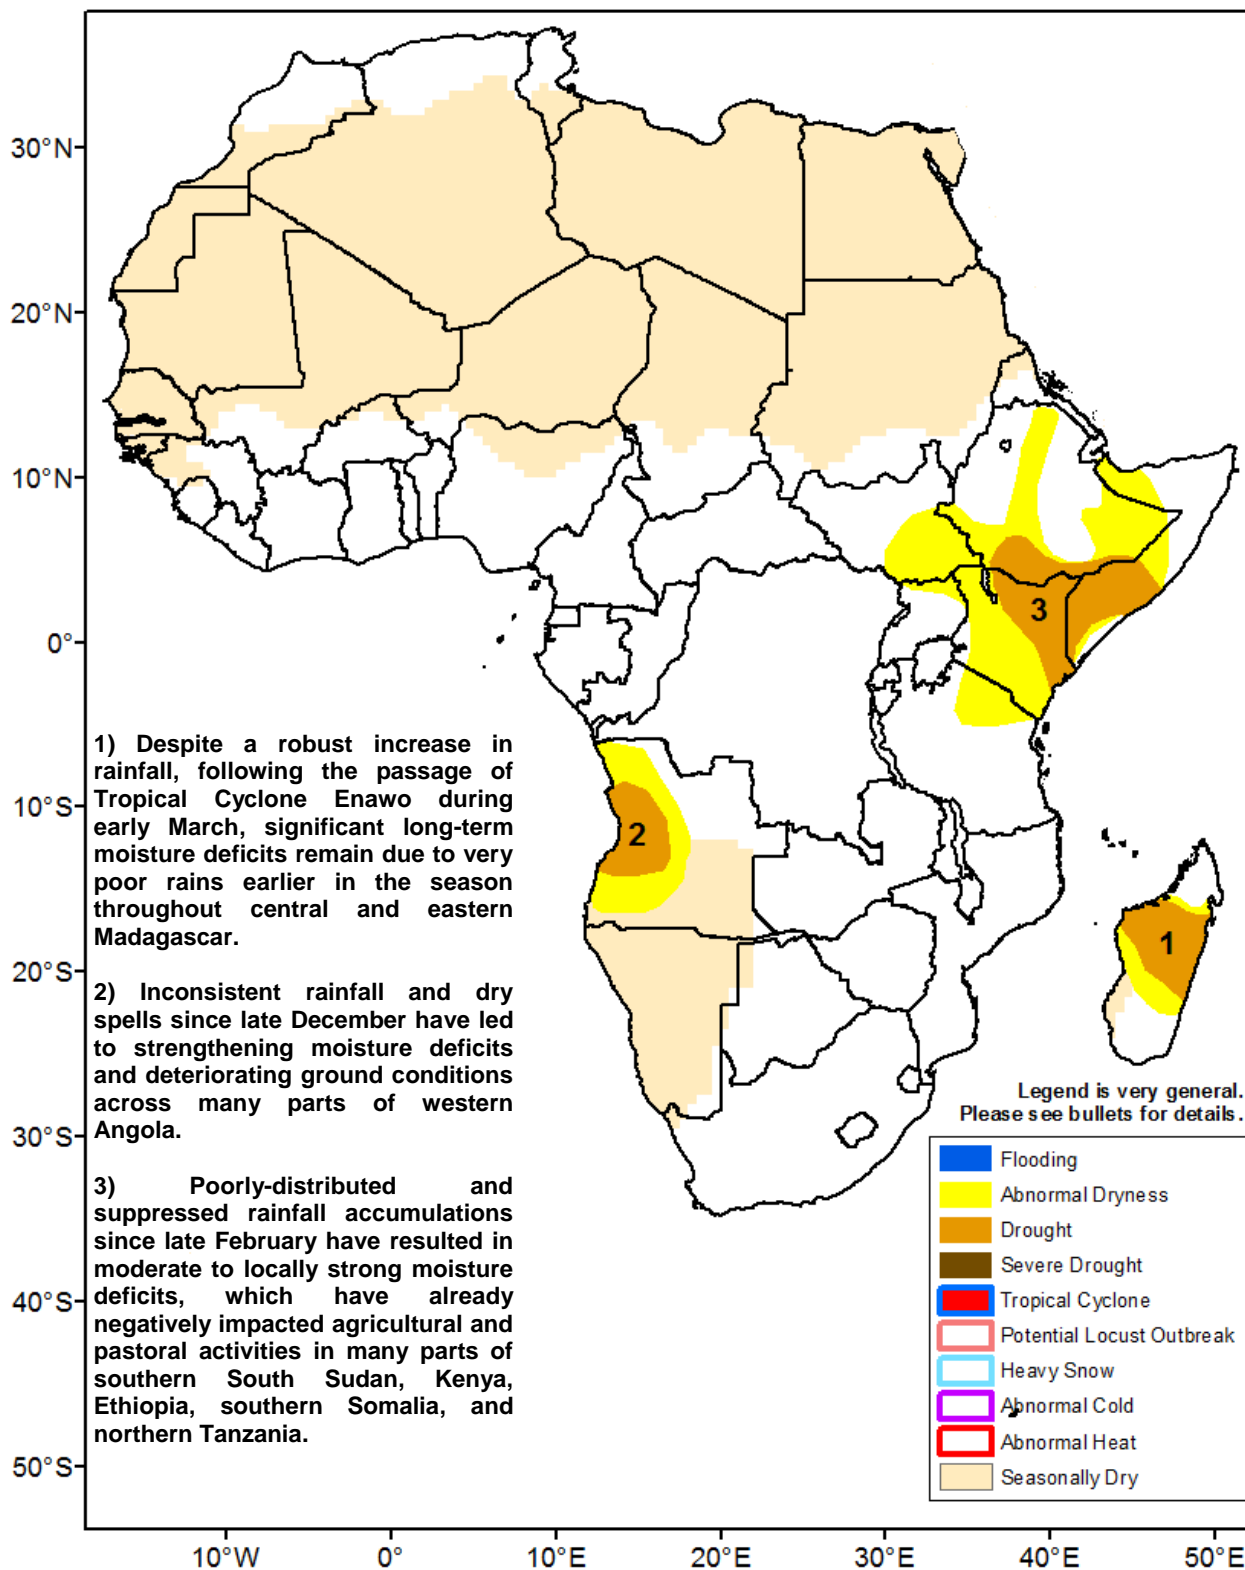 30°N
20°N
10°N
0°
10°S
20°S
30°S
40°S
50°S
3
2
1
1) Despite a robust increase in
rainfall, following the passage of
Tropical Cyclone Enawo during
early March, significant long-term
moisture deficits remain due to very
poor rains earlier in the season
throughout central and eastern
Madagascar.
2) Inconsistent rainfall and dry
spells since late December have led
to strengthening moisture deficits
and deteriorating ground conditions
across many parts of western
Angola.
3) Poorly-distributed and
suppressed rainfall accumulations
since late February have resulted in
moderate to locally strong moisture
deficits, which have already
negatively impacted agricultural and
pastoral activities in many parts of
southern South Sudan, Kenya,
Ethiopia, southern Somalia, and
northern Tanzania.
Legend is very general.
Please see bullets for details.
Flooding
Abnormal Dryness
Drought
Severe Drought
Tropical Cyclone
Potential Locust Outbreak
Heavy Snow
Abnormal Cold
Abnormal Heat
Seasonally Dry
10°W
0°
10°E
20°E
30°E
40°E
50°E